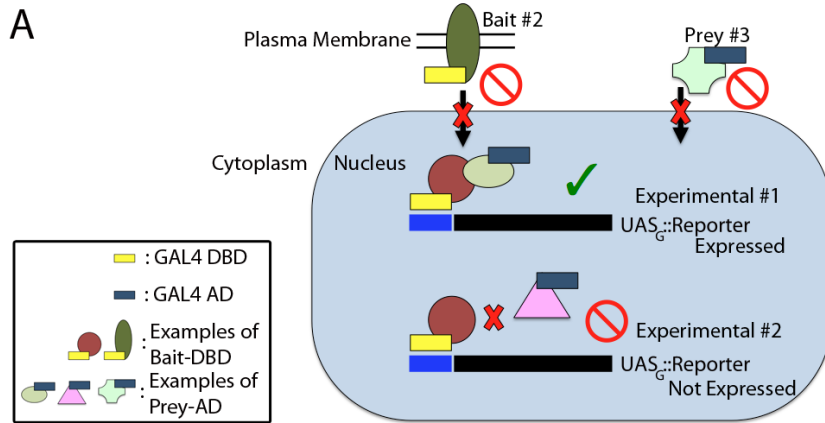 A
Bait #2
Plasma Membrane
Prey #3
Cytoplasm
Nucleus
Experimental #1
UASG::Reporter
Expressed
Experimental #2
UASG::Reporter
Not Expressed
: GAL4 DBD
: GAL4 AD
: Examples of
Bait-DBD
: Examples of
Prey-AD